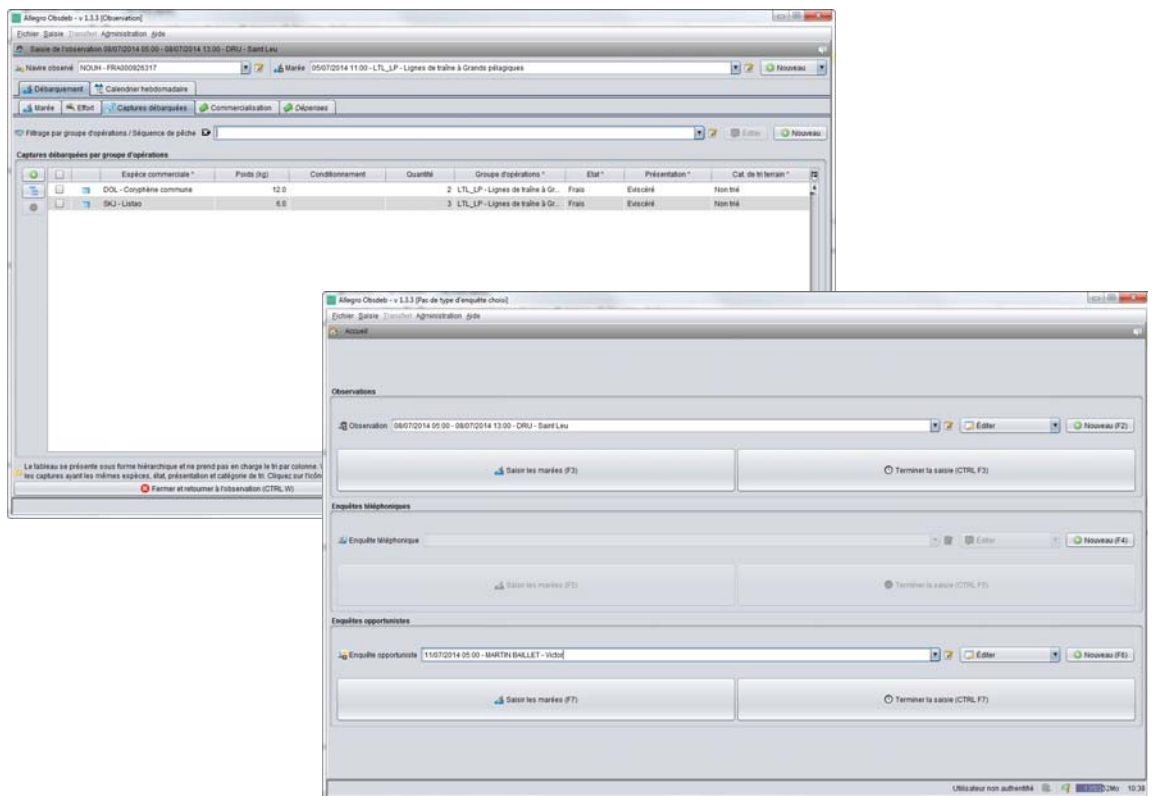 Allegro Obsdeb - v 1.3.3 [Observation]
Fichier Saisie Transfert Administration Aide
Saisie de l'observation 08/07/2014 05:00 - 08/07/2014 13:00 - DRU - Saint Leu
Navire observé NOUH - FRA000926317 Marée 05/07/2014 11:00 - LTL_LP - Lignes de traîne à Grands pélagiques Nouveau
Débarquement Calendrier hebdomadaire
Marée Effort Captures débarquées Commercialisation Dépenses
Filtrage par groupe d'opérations / Séquence de pêche Editer Nouveau
Captures débarquées par groupe d'opérations
Espèce commerciale * Poids (kg) Conditionnement Quantité Groupe d'opérations * Etat * Présentation * Cat. de tri terrain *
DOL - Coryphène commune 12.0 2 LTL_LP - Lignes de traîne à Gr... Frais Eviscéré Non trié
SKJ - Listao 6.0 3 LTL_LP - Lignes de traîne à Gr... Frais Eviscéré Non trié
Le tableau se présente sous forme hiérarchique et ne prend pas en charge le tri par colonne.
les captures ayant les mêmes espèces, état, présentation et catégorie de tri. Cliquez sur l'icôn
Fermer et retourner à l'observation (CTRL W)
Allegro Obsdeb - v 1.3.3 [Pas de type d'enquête choisi]
Fichier Saisie Transfert Administration Aide
Accueil
Observations
Observation 08/07/2014 05:00 - 08/07/2014 13:00 - DRU - Saint Leu Éditer Nouveau (F2)
Saisir les marées (F3) Terminer la saisie (CTRL F3)
Enquêtes téléphoniques
Enquête téléphonique Éditer Nouveau (F4)
Saisir les marées (F5) Terminer la saisie (CTRL F5)
Enquêtes opportunistes
Enquête opportuniste 11/07/2014 05:00 - MARTIN BAILLET - Victor Éditer Nouveau (F6)
Saisir les marées (F7) Terminer la saisie (CTRL F7)
Utilisateur non authentifié 10:38